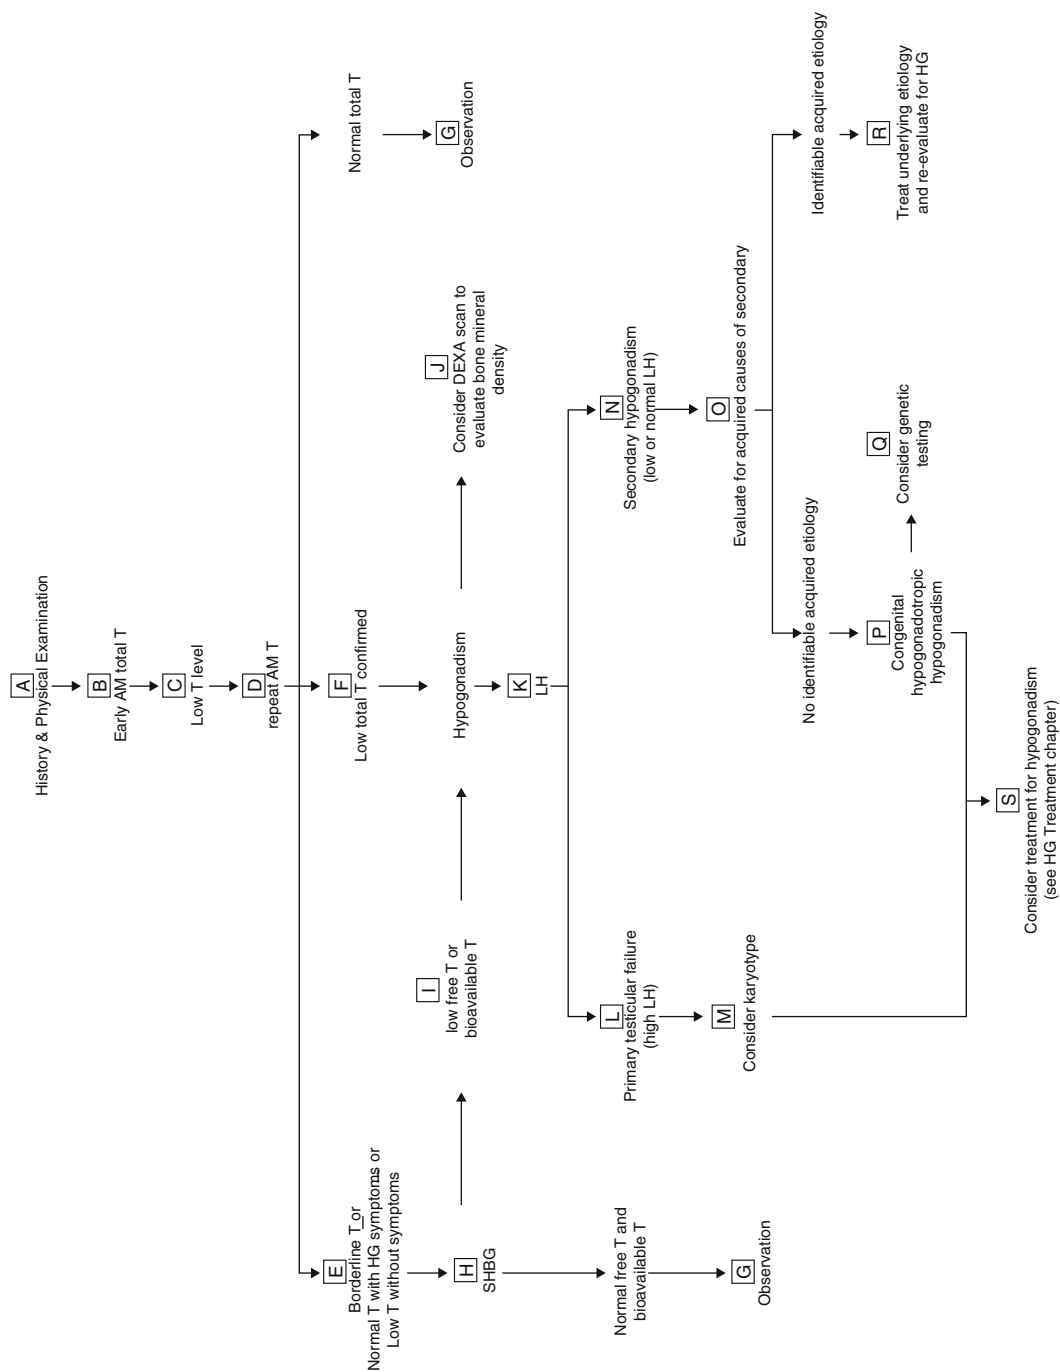 A
History & Physical Examination
B
Early AM total T
C
Low T level
D
repeat AM T
E
Borderline T or
Normal T with HG symptoms or
Low T without symptoms
F
Low total T confirmed
Normal total T
G
Observation
H
SHBG
I
low free T or
bioavailable T
Hypogonadism
J
Consider DEXA scan to
evaluate bone mineral
density
K
LH
Normal free T and
bioavailable T
G
Observation
L
Primary testicular failure
(high LH)
M
Consider karyotype
N
Secondary hypogonadism
(low or normal LH)
O
Evaluate for acquired causes of secondary
No identifiable acquired etiology
Identifiable acquired etiology
P
Congenital
hypogonadotropic
hypogonadism
Q
Consider genetic
testing
R
Treat underlying etiology
and re-evaluate for HG
S
Consider treatment for hypogonadism
(see HG Treatment chapter)